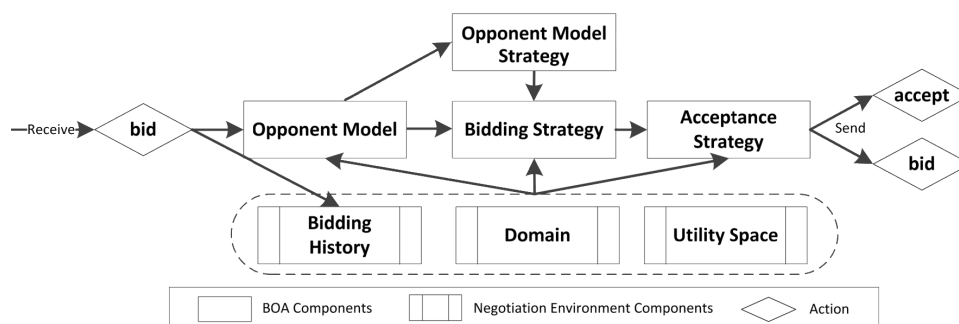 Opponent Model
Strategy
Receive
bid
Opponent Model
Bidding Strategy
Acceptance
Strategy
accept
Send
bid
Bidding
History
Domain
Utility Space
BOA Components
Negotiation Environment Components
Action